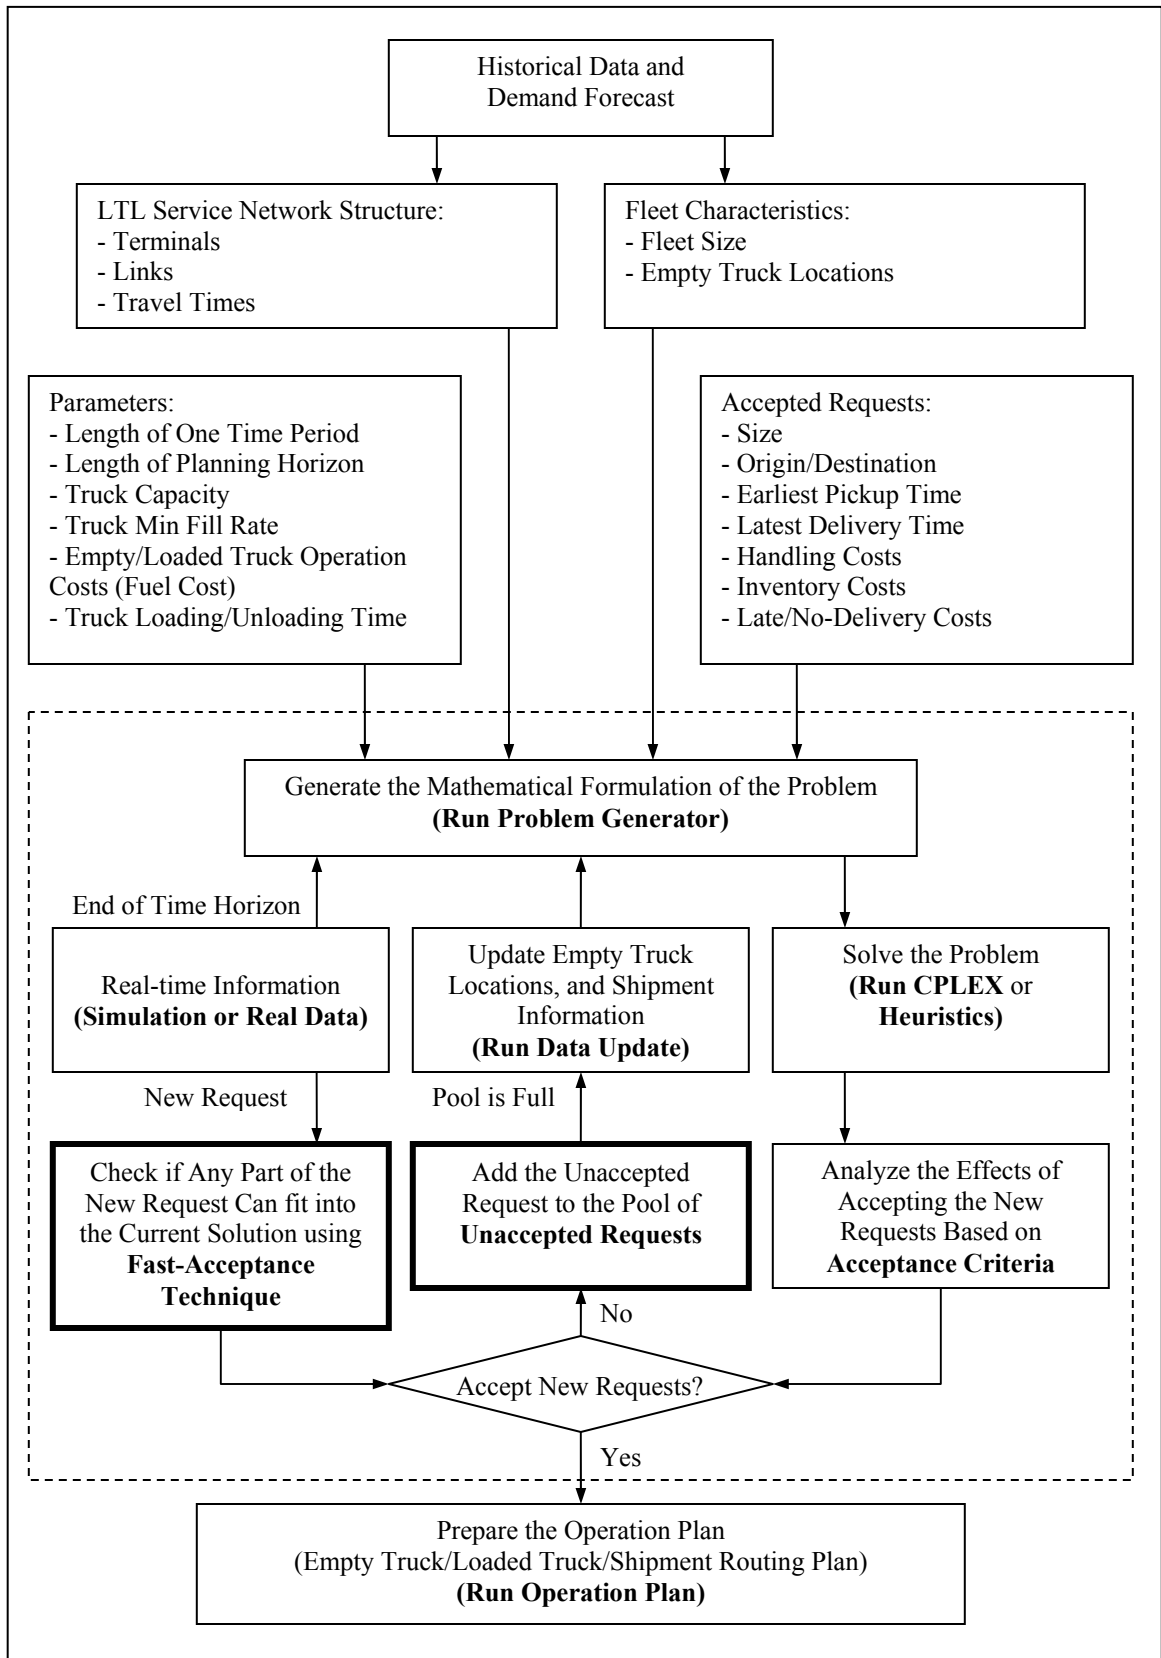 Historical Data and
Demand Forecast
LTL Service Network Structure:
- Terminals
- Links
- Travel Times
Fleet Characteristics:
- Fleet Size
- Empty Truck Locations
Parameters:
- Length of One Time Period
- Length of Planning Horizon
- Truck Capacity
- Truck Min Fill Rate
- Empty/Loaded Truck Operation
Costs (Fuel Cost)
- Truck Loading/Unloading Time
Accepted Requests:
- Size
- Origin/Destination
- Earliest Pickup Time
- Latest Delivery Time
- Handling Costs
- Inventory Costs
- Late/No-Delivery Costs
Generate the Mathematical Formulation of the Problem
(Run Problem Generator)
End of Time Horizon
Real-time Information
(Simulation or Real Data)
Update Empty Truck
Locations, and Shipment
Information
(Run Data Update)
Solve the Problem
(Run CPLEX or
Heuristics)
New Request
Pool is Full
Check if Any Part of the
New Request Can fit into
the Current Solution using
Fast-Acceptance
Technique
Add the Unaccepted
Request to the Pool of
Unaccepted Requests
Analyze the Effects of
Accepting the New
Requests Based on
Acceptance Criteria
No
Accept New Requests?
Yes
Prepare the Operation Plan
(Empty Truck/Loaded Truck/Shipment Routing Plan)
(Run Operation Plan)